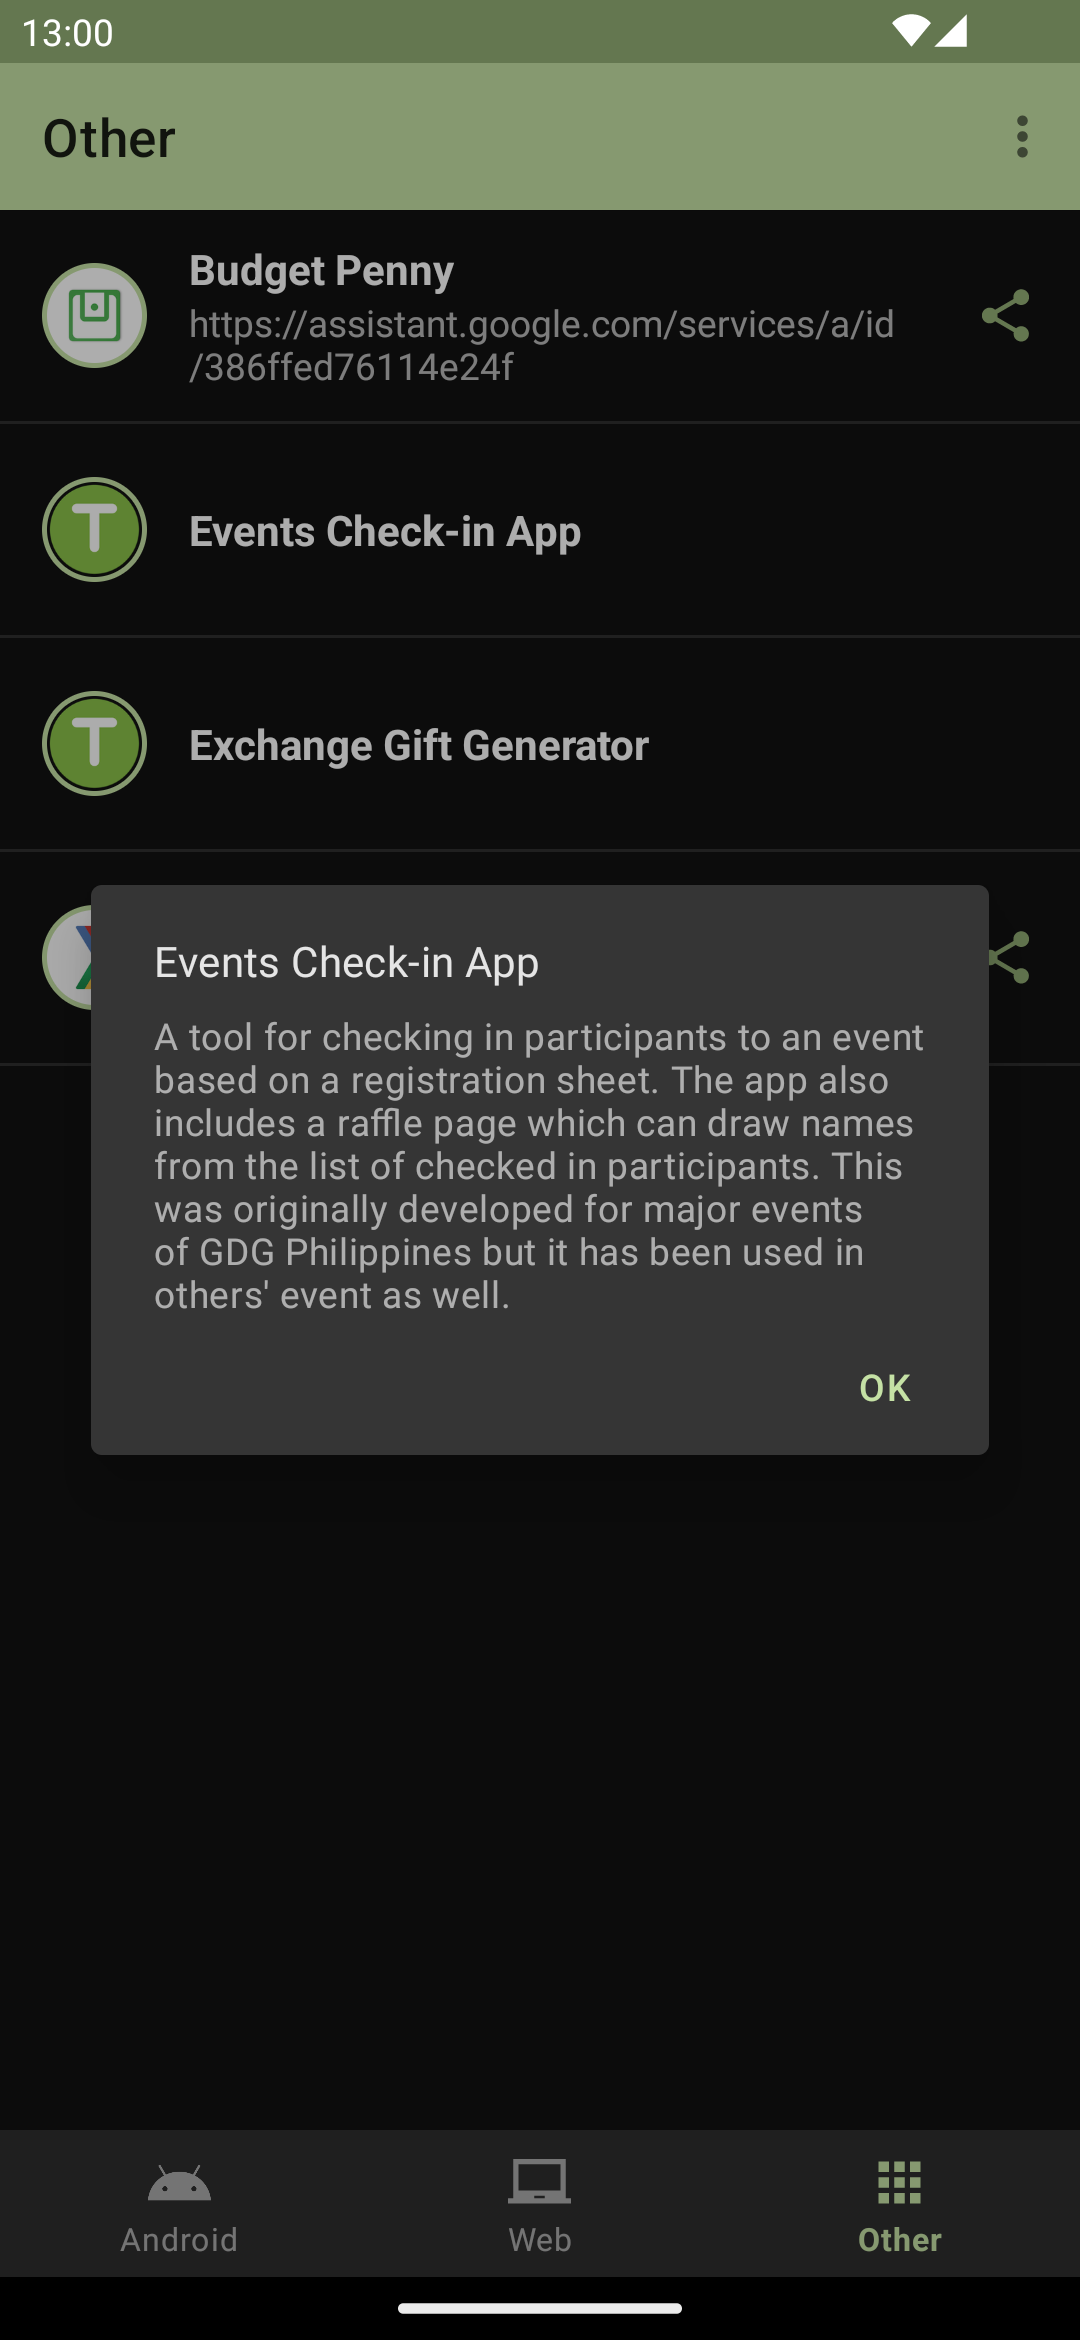 13:00
Other
Budget Penny
https://assistant.google.com/services/a/id
/386ffed76114e24f
T
Events Check-in App
T
Exchange Gift Generator
Events Check-in App
A tool for checking in participants to an event
based on a registration sheet. The app also
includes a raffle page which can draw names
from the list of checked in participants. This
was originally developed for major events
of GDG Philippines but it has been used in
others' event as well.
OK
Android
Web
Other